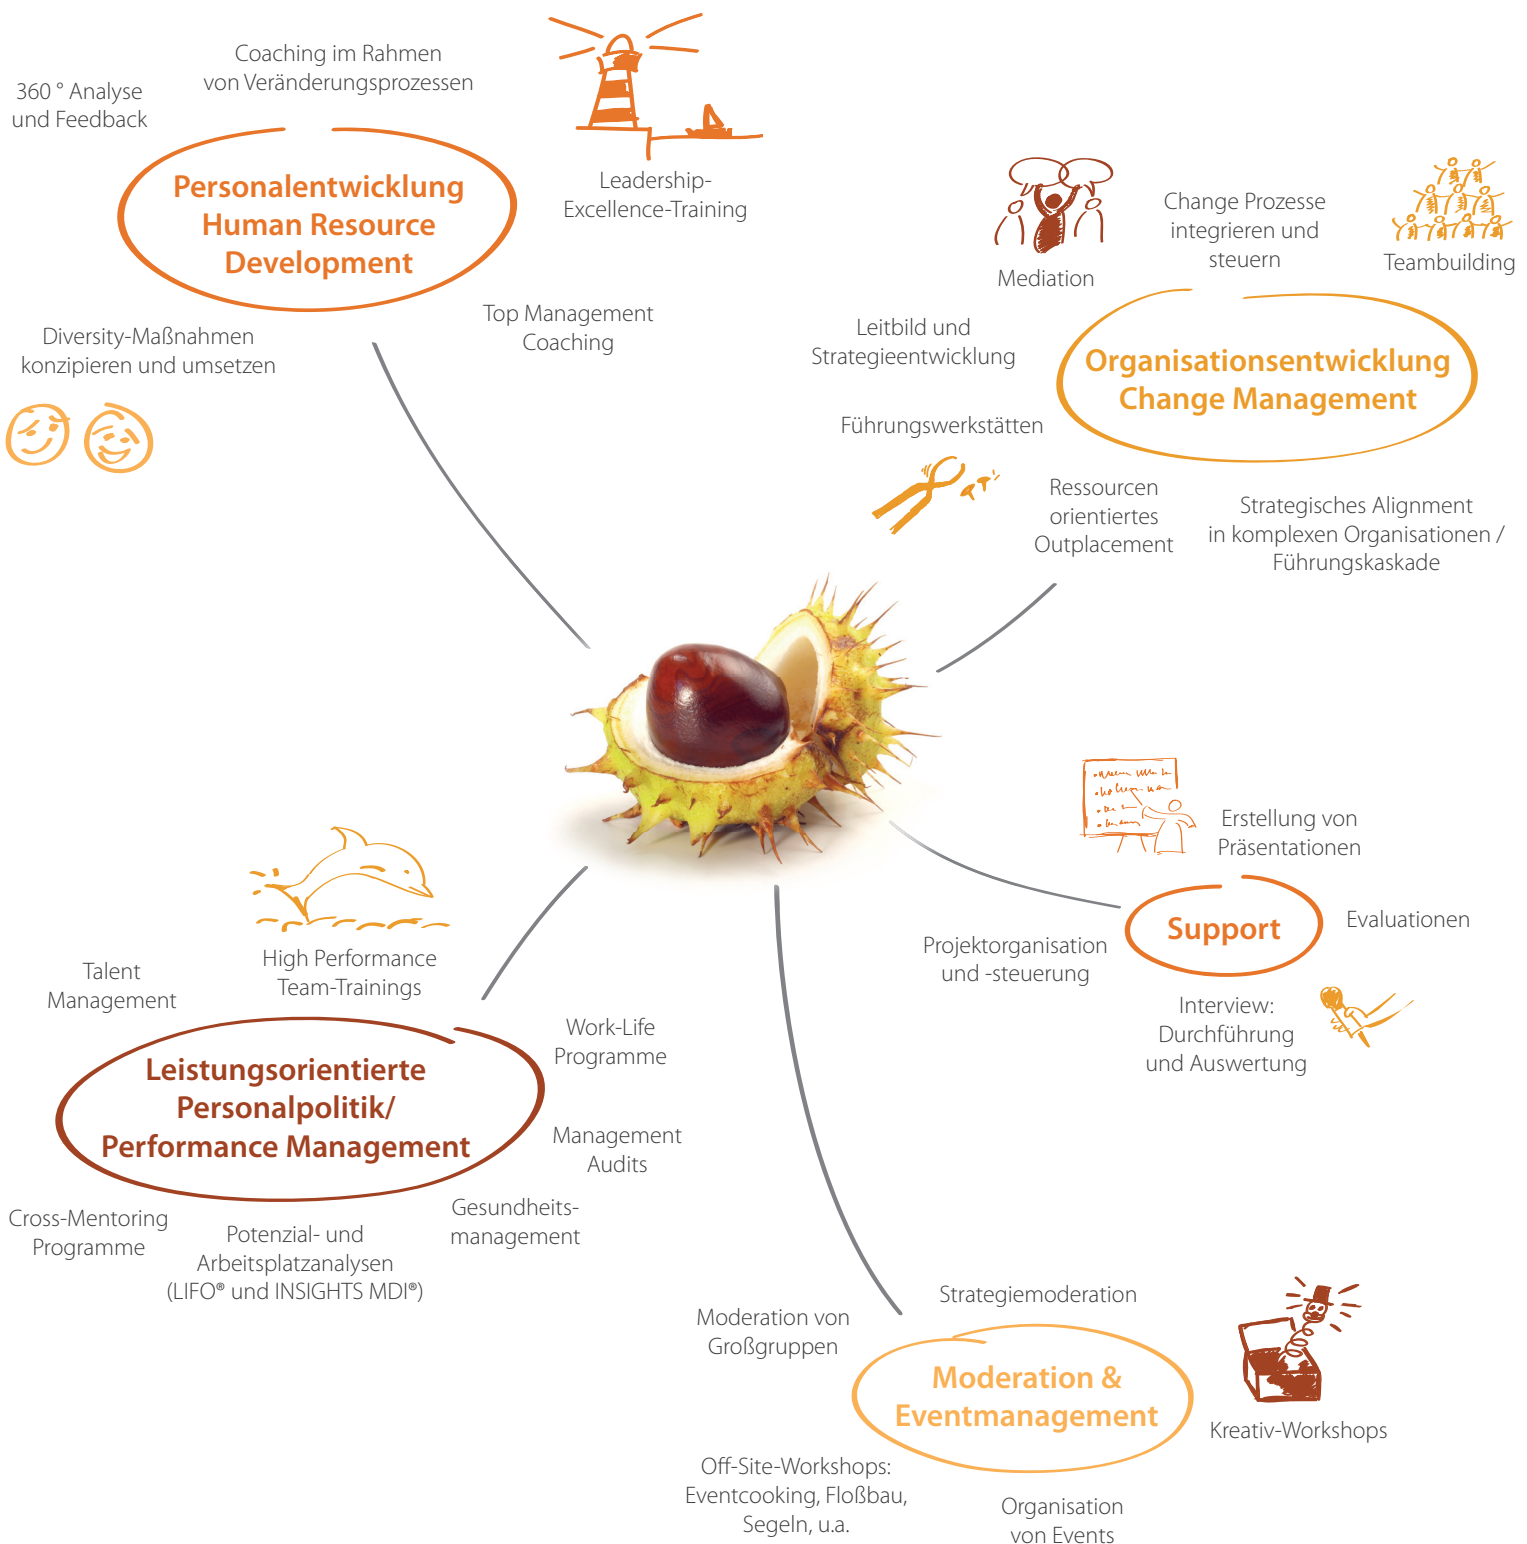 Coaching im Rahmen
von Veränderungsprozessen
360 ° Analyse
und Feedback
Personalentwicklung
Human Resource
Development
Leadership-
Excellence-Training
Top Management
Coaching
Diversity-Maßnahmen
konzipieren und umsetzen
Mediation
Change Prozesse
integrieren und
steuern
Teambuilding
Leitbild und
Strategieentwicklung
Organisationsentwicklung
Change Management
Führungswerkstätten
Ressourcen
orientiertes
Outplacement
Strategisches Alignment
in komplexen Organisationen /
Führungskaskade
Erstellung von
Präsentationen
Support
Evaluationen
Projektorganisation
und -steuerung
Interview:
Durchführung
und Auswertung
High Performance
Team-Trainings
Talent
Management
Leistungsorientierte
Personalpolitik/
Performance Management
Work-Life
Programme
Management
Audits
Gesundheits-
management
Cross-Mentoring
Programme
Potenzial- und
Arbeitsplatzanalysen
(LIFO® und INSIGHTS MDI®)
Strategiemoderation
Moderation von
Großgruppen
Moderation &
Eventmanagement
Kreativ-Workshops
Off-Site-Workshops:
Eventcooking, Floßbau,
Segeln, u.a.
Organisation
von Events